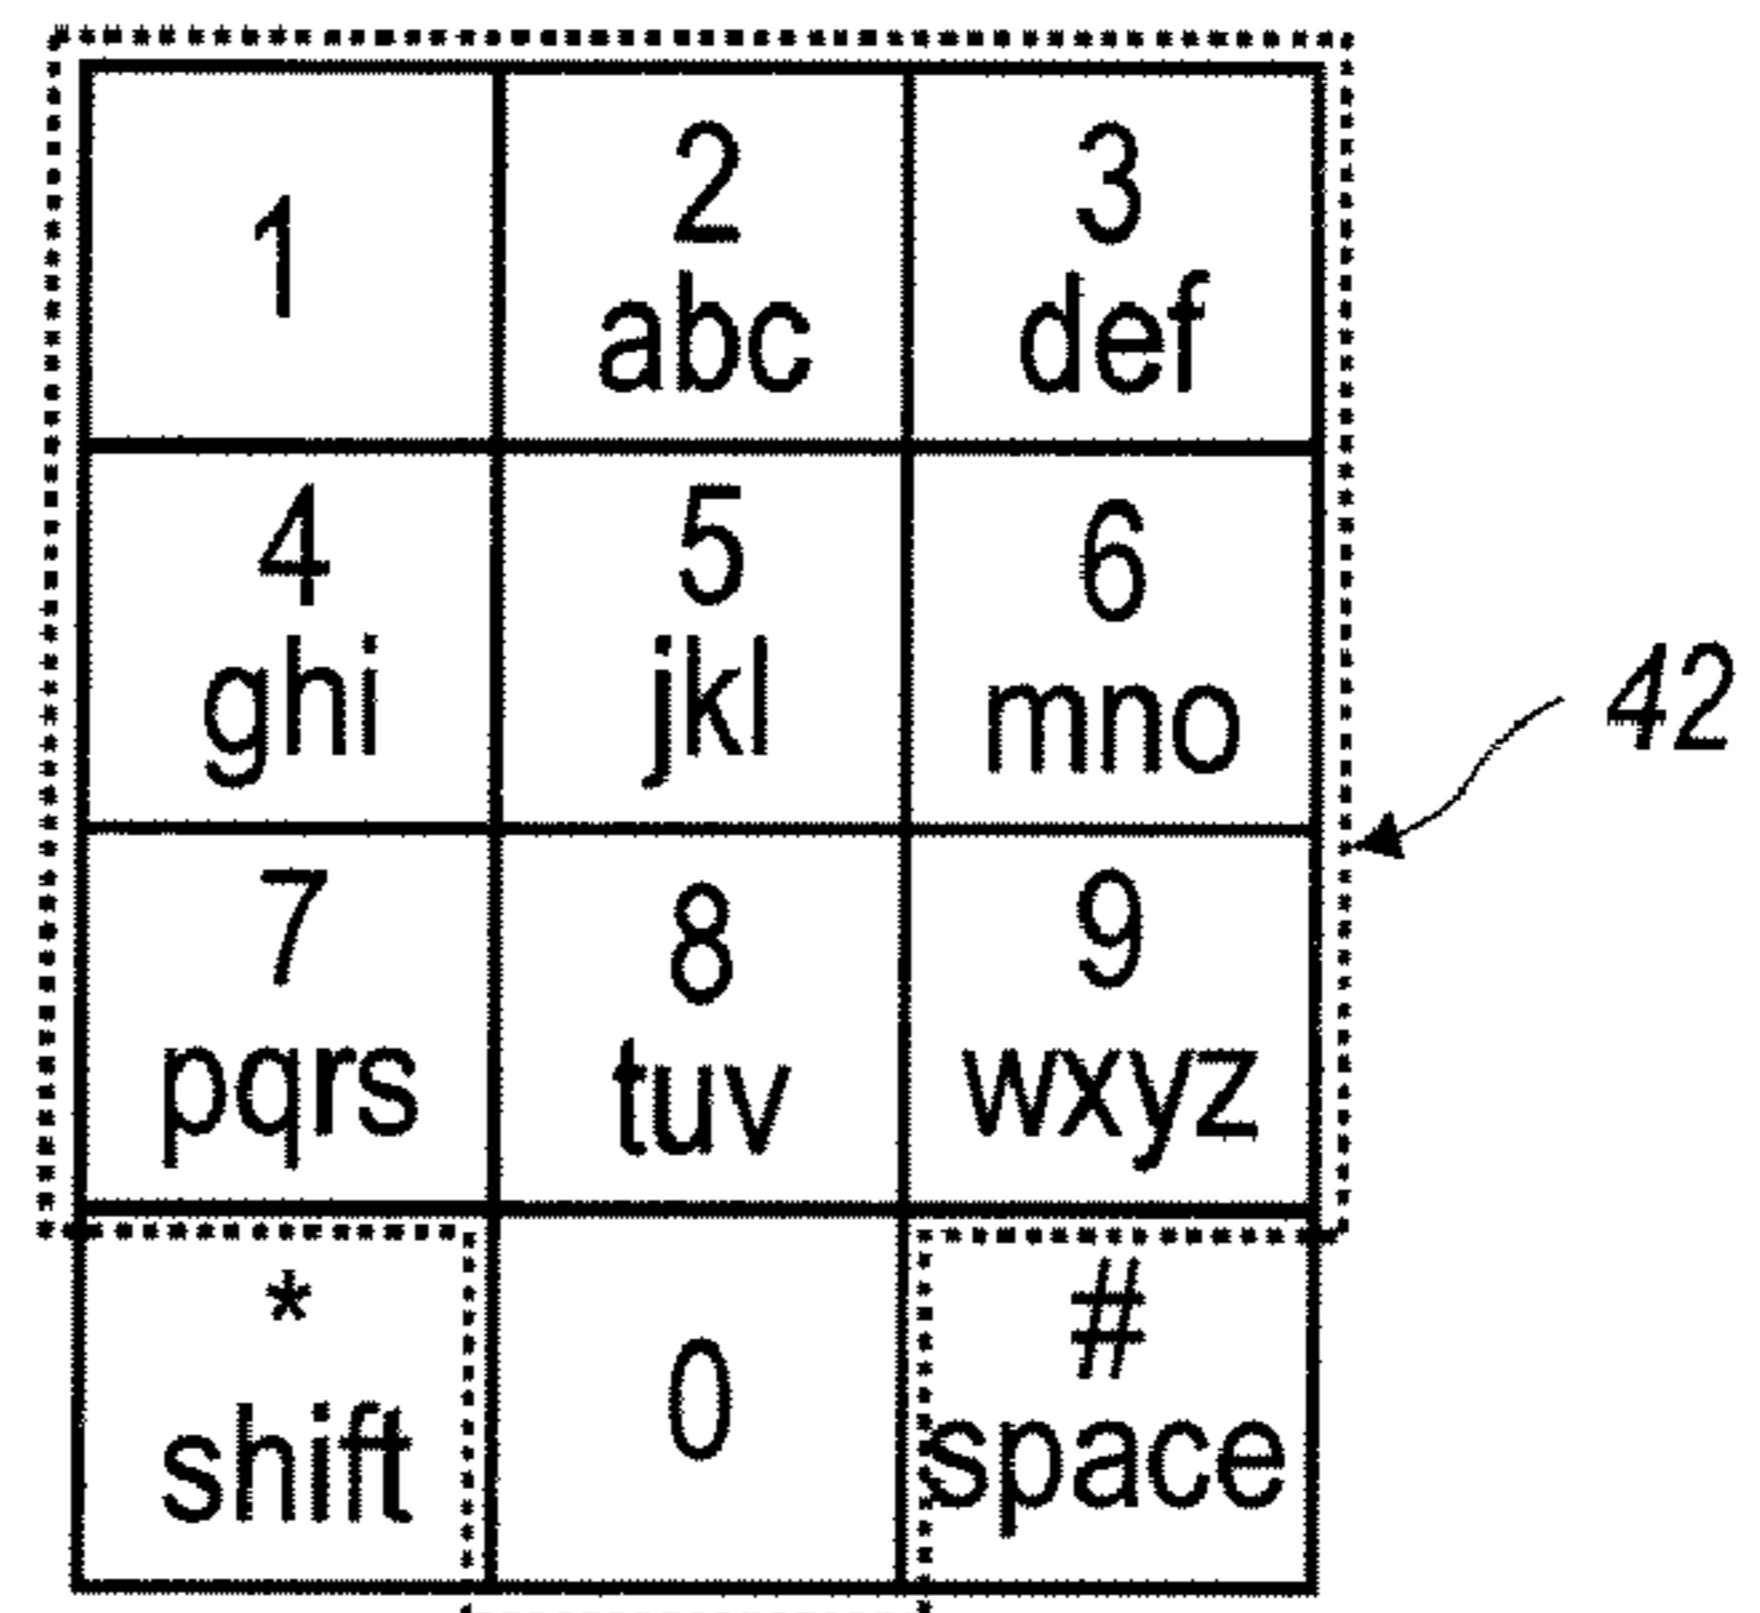 1 2 3
abc def
4 5 6
ghi jkl mno
42
7 8 9
pqrs tuv wxyz
* 0 #
shift space